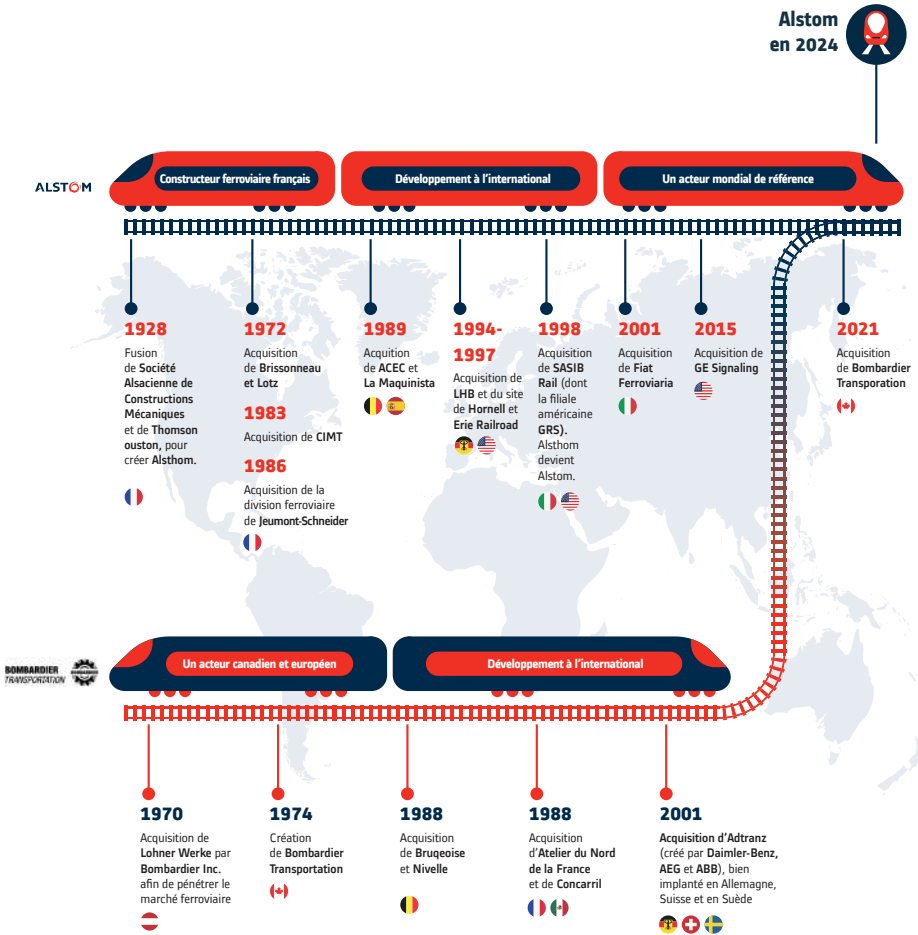 Alstom
en 2024
ALSTOM
Constructeur ferroviaire français
Développement à l'international
Un acteur mondial de référence
1928
Fusion
de Société
Alsacienne de
Constructions
Mécaniques
et de Thomson
ouston, pour
créer Alsthom.
1972
Acquisition
de Brissonneau
et Lotz
1983
Acquisition de CIMT
1986
Acquisition de la
division ferroviaire
de Jeumont-Schneider
1989
Acquition
de ACEC et
La Maquinista
1994-
1997
Acquisition de
LHB et du site
de Hornell et
Erie Railroad
1998
Acquisition
de SASIB
Rail (dont
la filiale
américaine
GRS).
Alsthom
devient
Alstom.
2001
Acquisition
de Fiat
Ferroviaria
2015
Acquisition de
GE Signaling
2021
Acquisition
de Bombardier
Transporation
BOMBARDIER
TRANSPORTATION
Un acteur canadien et européen
Développement à l'international
1970
Acquisition de
Lohner Werke par
Bombardier Inc.
afin de pénétrer le
marché ferroviaire
1974
Création
de Bombardier
Transportation
1988
Acquisition
de Bruqeoise
et Nivelle
1988
Acquisition
d'Atelier du Nord
de la France
et de Concarril
2001
Acquisition d'Adtranz
(créé par Daimler-Benz,
AEG et ABB), bien
implanté en Allemagne,
Suisse et en Suède